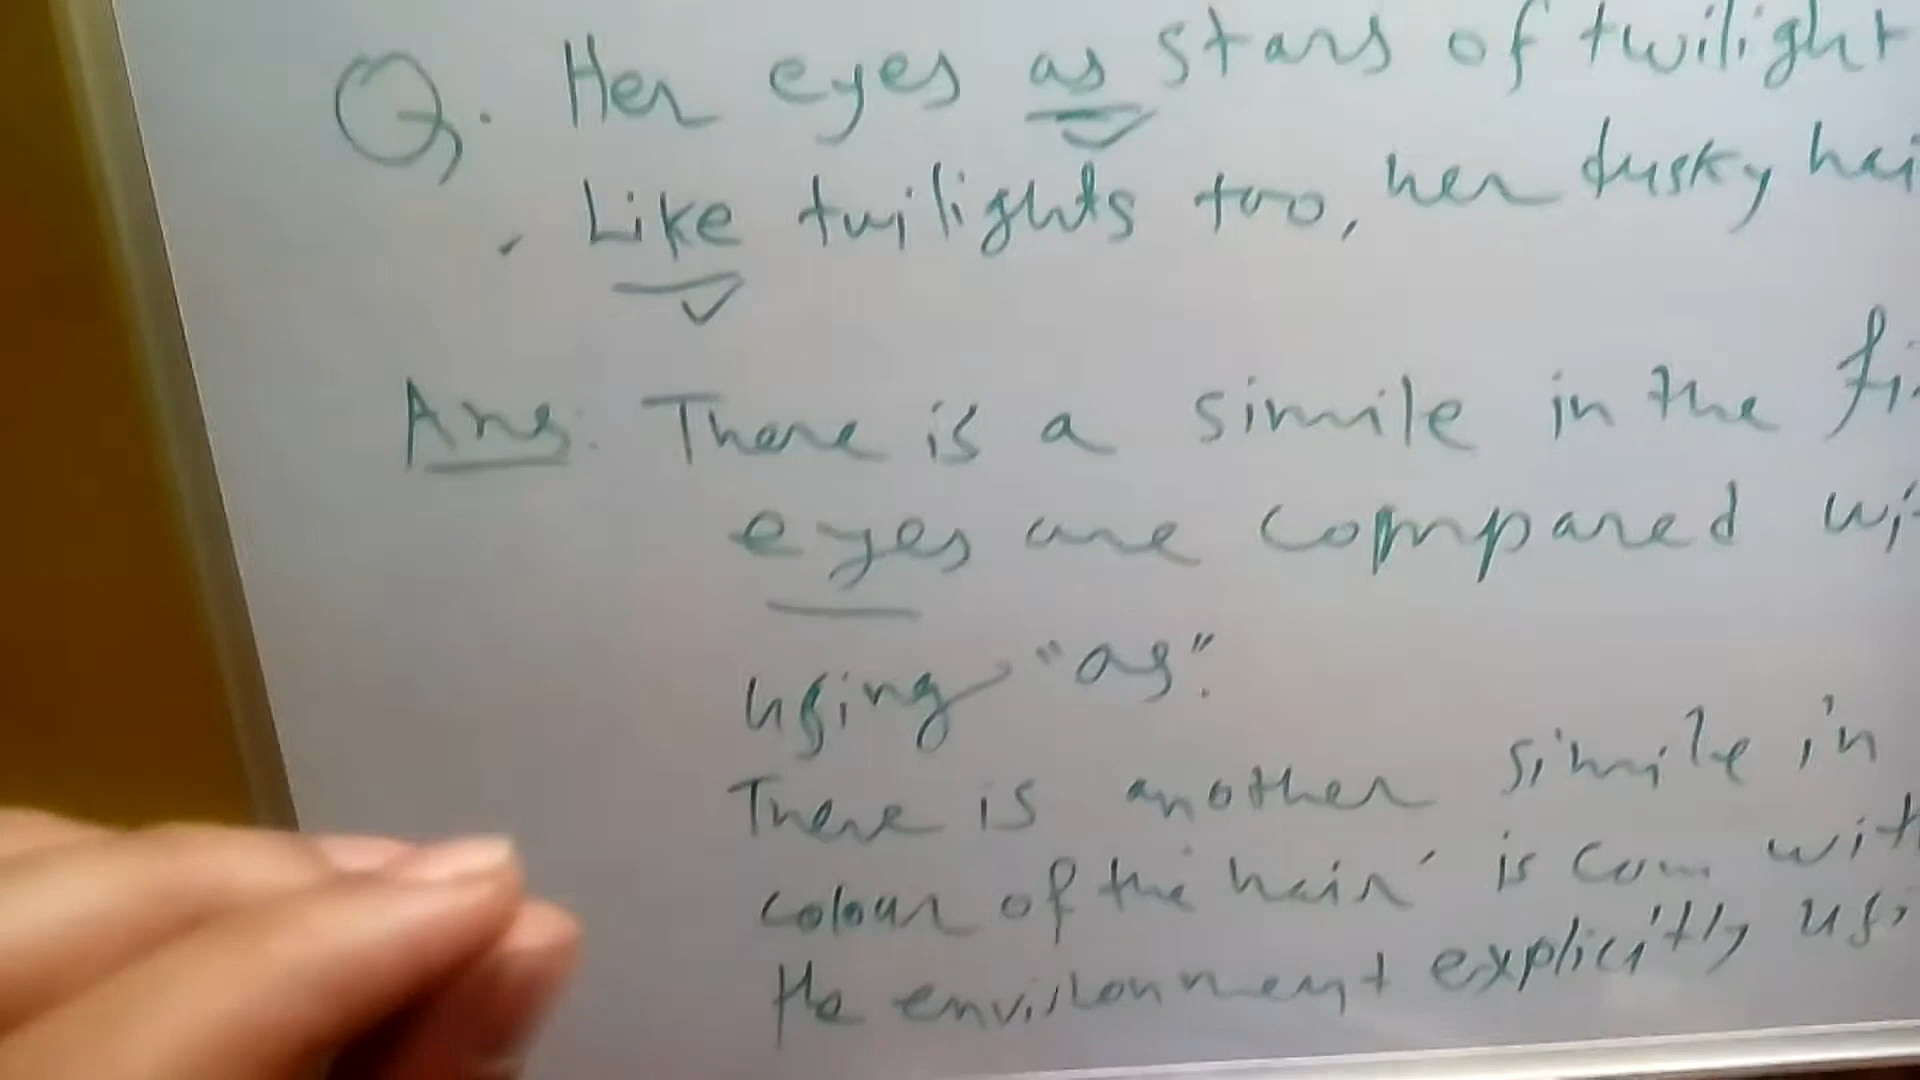 Q. Her eyes as stars of twilight
Like twilights too, her dusky hai
Ans: There is a simile in the fi
eyes are compared wi
using "as".
There is another simile in
colour of the hair is com with
the environment explicitly usi